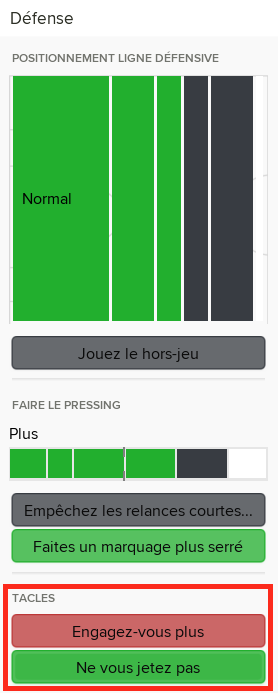 Défense
POSITIONNEMENT LIGNE DÉFENSIVE
Normal
Jouez le hors-jeu
FAIRE LE PRESSING
Plus
Empêchez les relances courtes...
Faites un marquage plus serré
TACLES
Engagez-vous plus
Ne vous jetez pas